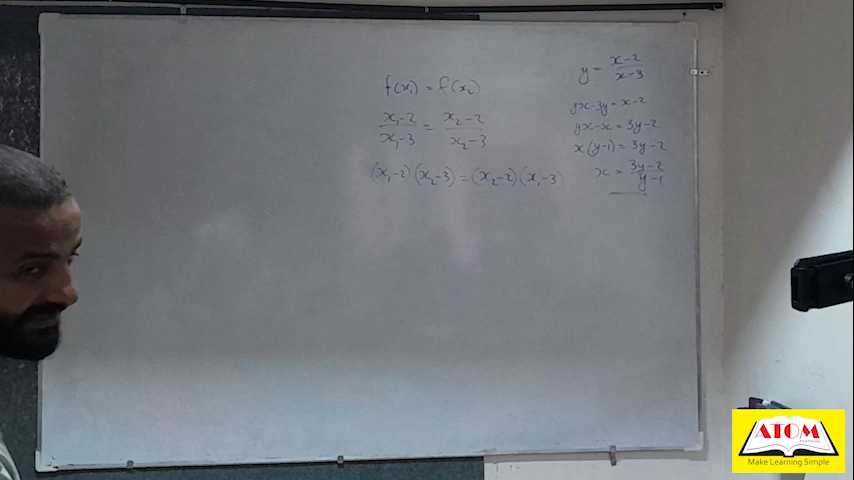 f(x₁) = f(x₂)
x₁-2/x₁-3 = x₂-2/x₂-3
(x₁-2)(x₂-3) = (x₂-2)(x₁-3)
y = x-2/x-3
yx-3y = x-2
yx-x = 3y-2
x(y-1) = 3y-2
x = 3y-2/y-1
ATOM
Make Learning Simple